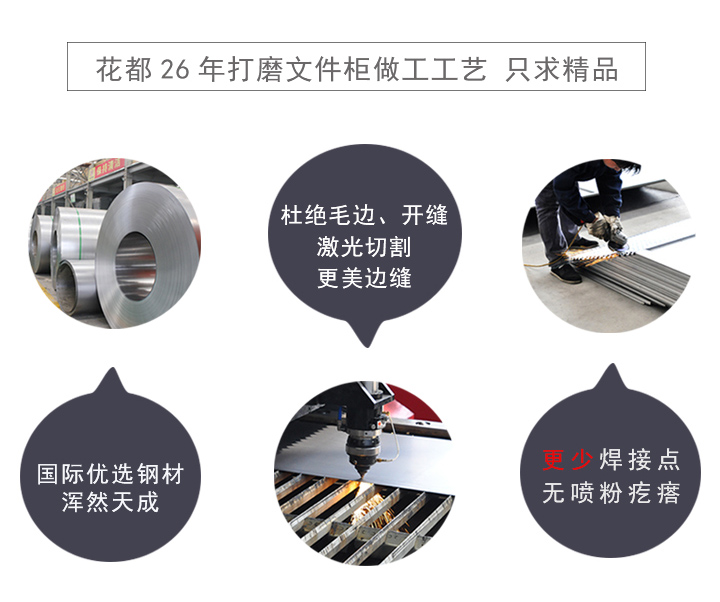 花都 26 年打磨文件柜做工工艺 只求精品
杜绝毛边、开缝
激光切割
更美边缝
国际优选钢材
浑然天成
更少焊接点
无喷粉疙瘩